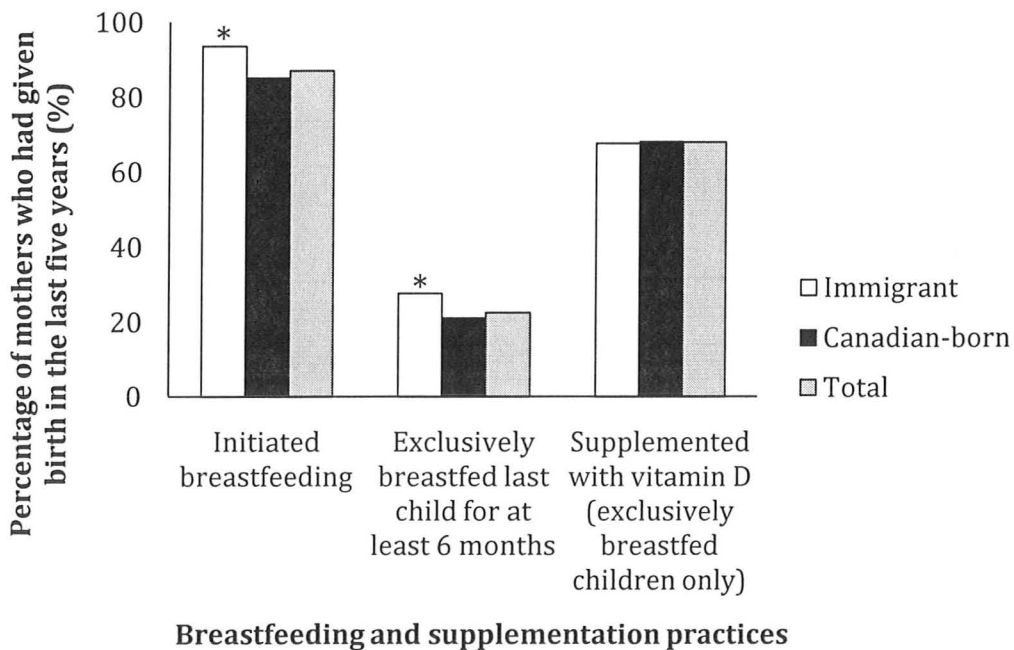 Percentage of mothers who had given
birth in the last five years (%)
100
80
60
40
20
0
*
*
Initiated
breastfeeding
Exclusively
breastfed last
child for at
least 6 months
Supplemented
with vitamin D
(exclusively
breastfed
children only)
Immigrant
Canadian-born
Total
Breastfeeding and supplementation practices